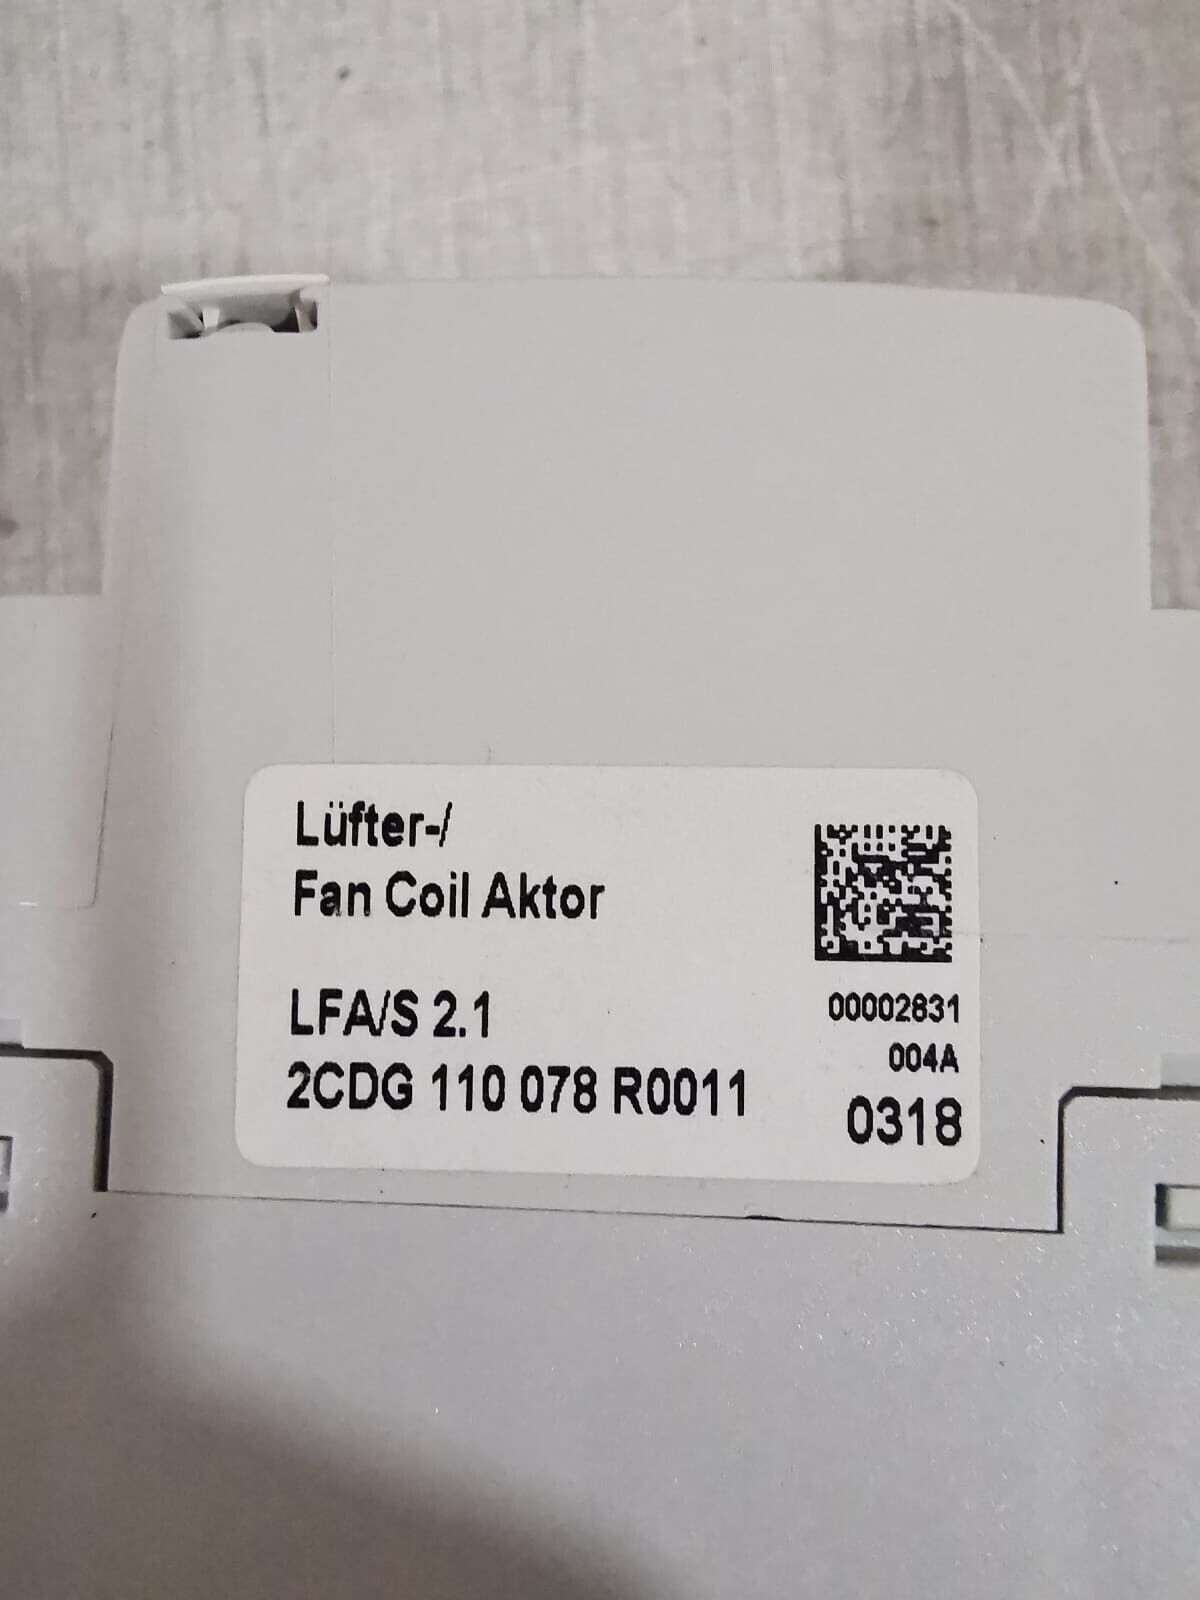 Lüfter-/
Fan Coil Aktor
LFA/S 2.1
2CDG 110 078 R0011
00002831
004A
0318